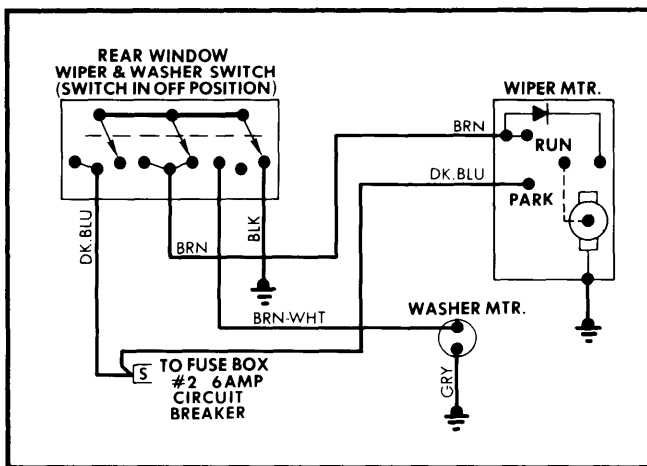 REAR WINDOW
WIPER & WASHER SWITCH
(SWITCH IN OFF POSITION)
WIPER MTR.
BRN
RUN
DK.BLU
PARK
DK.BLU
BRN
BLK
BRN-WHT
WASHER MTR.
S
TO FUSE BOX
#2 6AMP
CIRCUIT
BREAKER
GRY